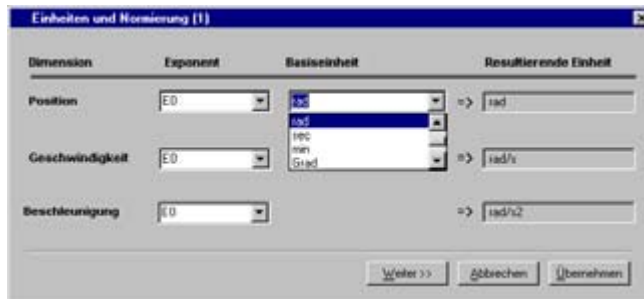 Einheiten und Normierung (1)
Dimension Exponent Basiseinheit Resultierende Einheit
Position E0 rad => rad
rad
sec
min
Grad
Geschwindigkeit E0 => rad/s
Beschleunigung E0 => rad/s2
Weiter >> Abbrechen Übernehmen